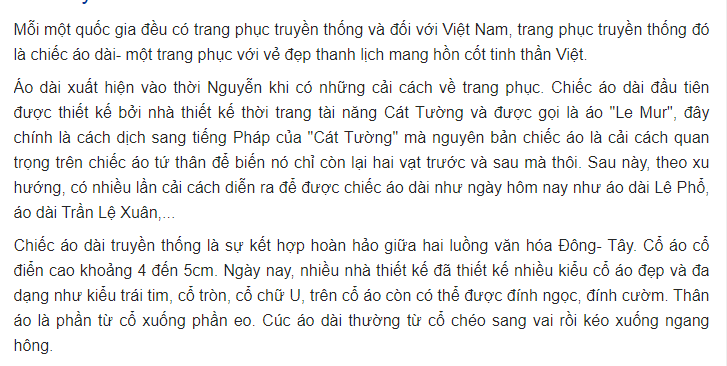 Mỗi một quốc gia đều có trang phục truyền thống và đối với Việt Nam, trang phục truyền thống đó
là chiếc áo dài- một trang phục với vẻ đẹp thanh lịch mang hồn cốt tinh thần Việt.
Áo dài xuất hiện vào thời Nguyễn khi có những cải cách về trang phục. Chiếc áo dài đầu tiên
được thiết kế bởi nhà thiết kế thời trang tài năng Cát Tường và được gọi là áo "Le Mur", đây
chính là cách dịch sang tiếng Pháp của "Cát Tường" mà nguyên bản chiếc áo là cải cách quan
trọng trên chiếc áo tứ thân để biến nó chỉ còn lại hai vạt trước và sau mà thôi. Sau này, theo xu
hướng, có nhiều lần cải cách diễn ra để được chiếc áo dài như ngày hôm nay như áo dài Lê Phổ,
áo dài Trần Lệ Xuân,...
Chiếc áo dài truyền thống là sự kết hợp hoàn hảo giữa hai luồng văn hóa Đông- Tây. Cổ áo cổ
điển cao khoảng 4 đến 5cm. Ngày nay, nhiều nhà thiết kế đã thiết kế nhiều kiểu cổ áo đẹp và đa
dạng như kiểu trái tim, cổ tròn, cổ chữ U, trên cổ áo còn có thể được đính ngọc, đính cườm. Thân
áo là phần từ cổ xuống phần eo. Cúc áo dài thường từ cổ chéo sang vai rồi kéo xuống ngang
hông.